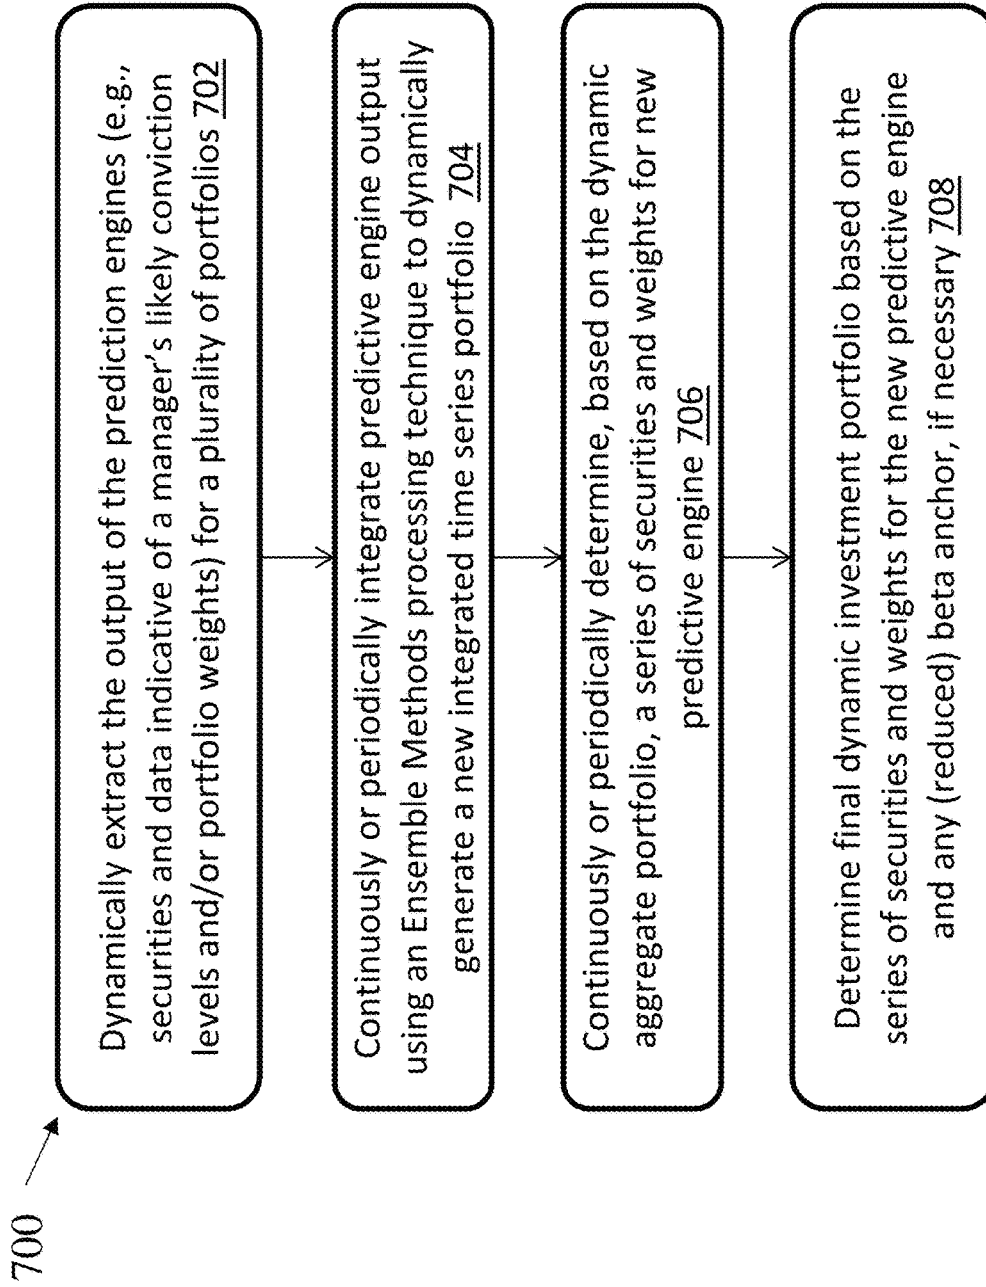 700
Dynamically extract the output of the prediction engines (e.g.,
securities and data indicative of a manager's likely conviction
levels and/or portfolio weights) for a plurality of portfolios 702
Continuously or periodically integrate predictive engine output
using an Ensemble Methods processing technique to dynamically
generate a new integrated time series portfolio 704
Continuously or periodically determine, based on the dynamic
aggregate portfolio, a series of securities and weights for new
predictive engine 706
Determine final dynamic investment portfolio based on the
series of securities and weights for the new predictive engine
and any (reduced) beta anchor, if necessary 708